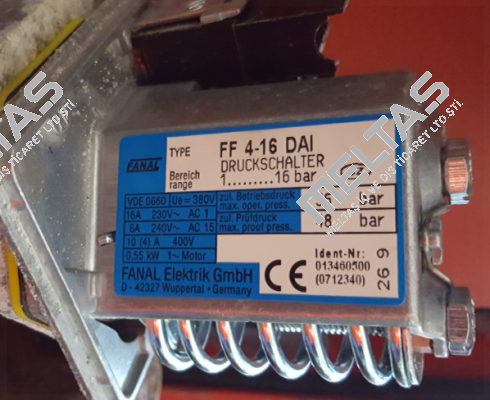 FANAL
TYPE FF 4-16 DAI
DRUCKSCHALTER
Bereich range 1.........16 bar
VDE 0660 Ue = 380V
16A 230V~ AC 1
6A 240V~ AC 15
10 (4) A 400V
0,55 kW 1~ Motor
zul. Betriebsdruck
max. oper. press. bar
zul. Prüfdruck
max. proof press. bar
FANAL Elektrik GmbH
D - 42327 Wuppertal • Germany
CE
Ident-Nr:
013460500
(0712340)
26 9
MELTAS
MELTAS